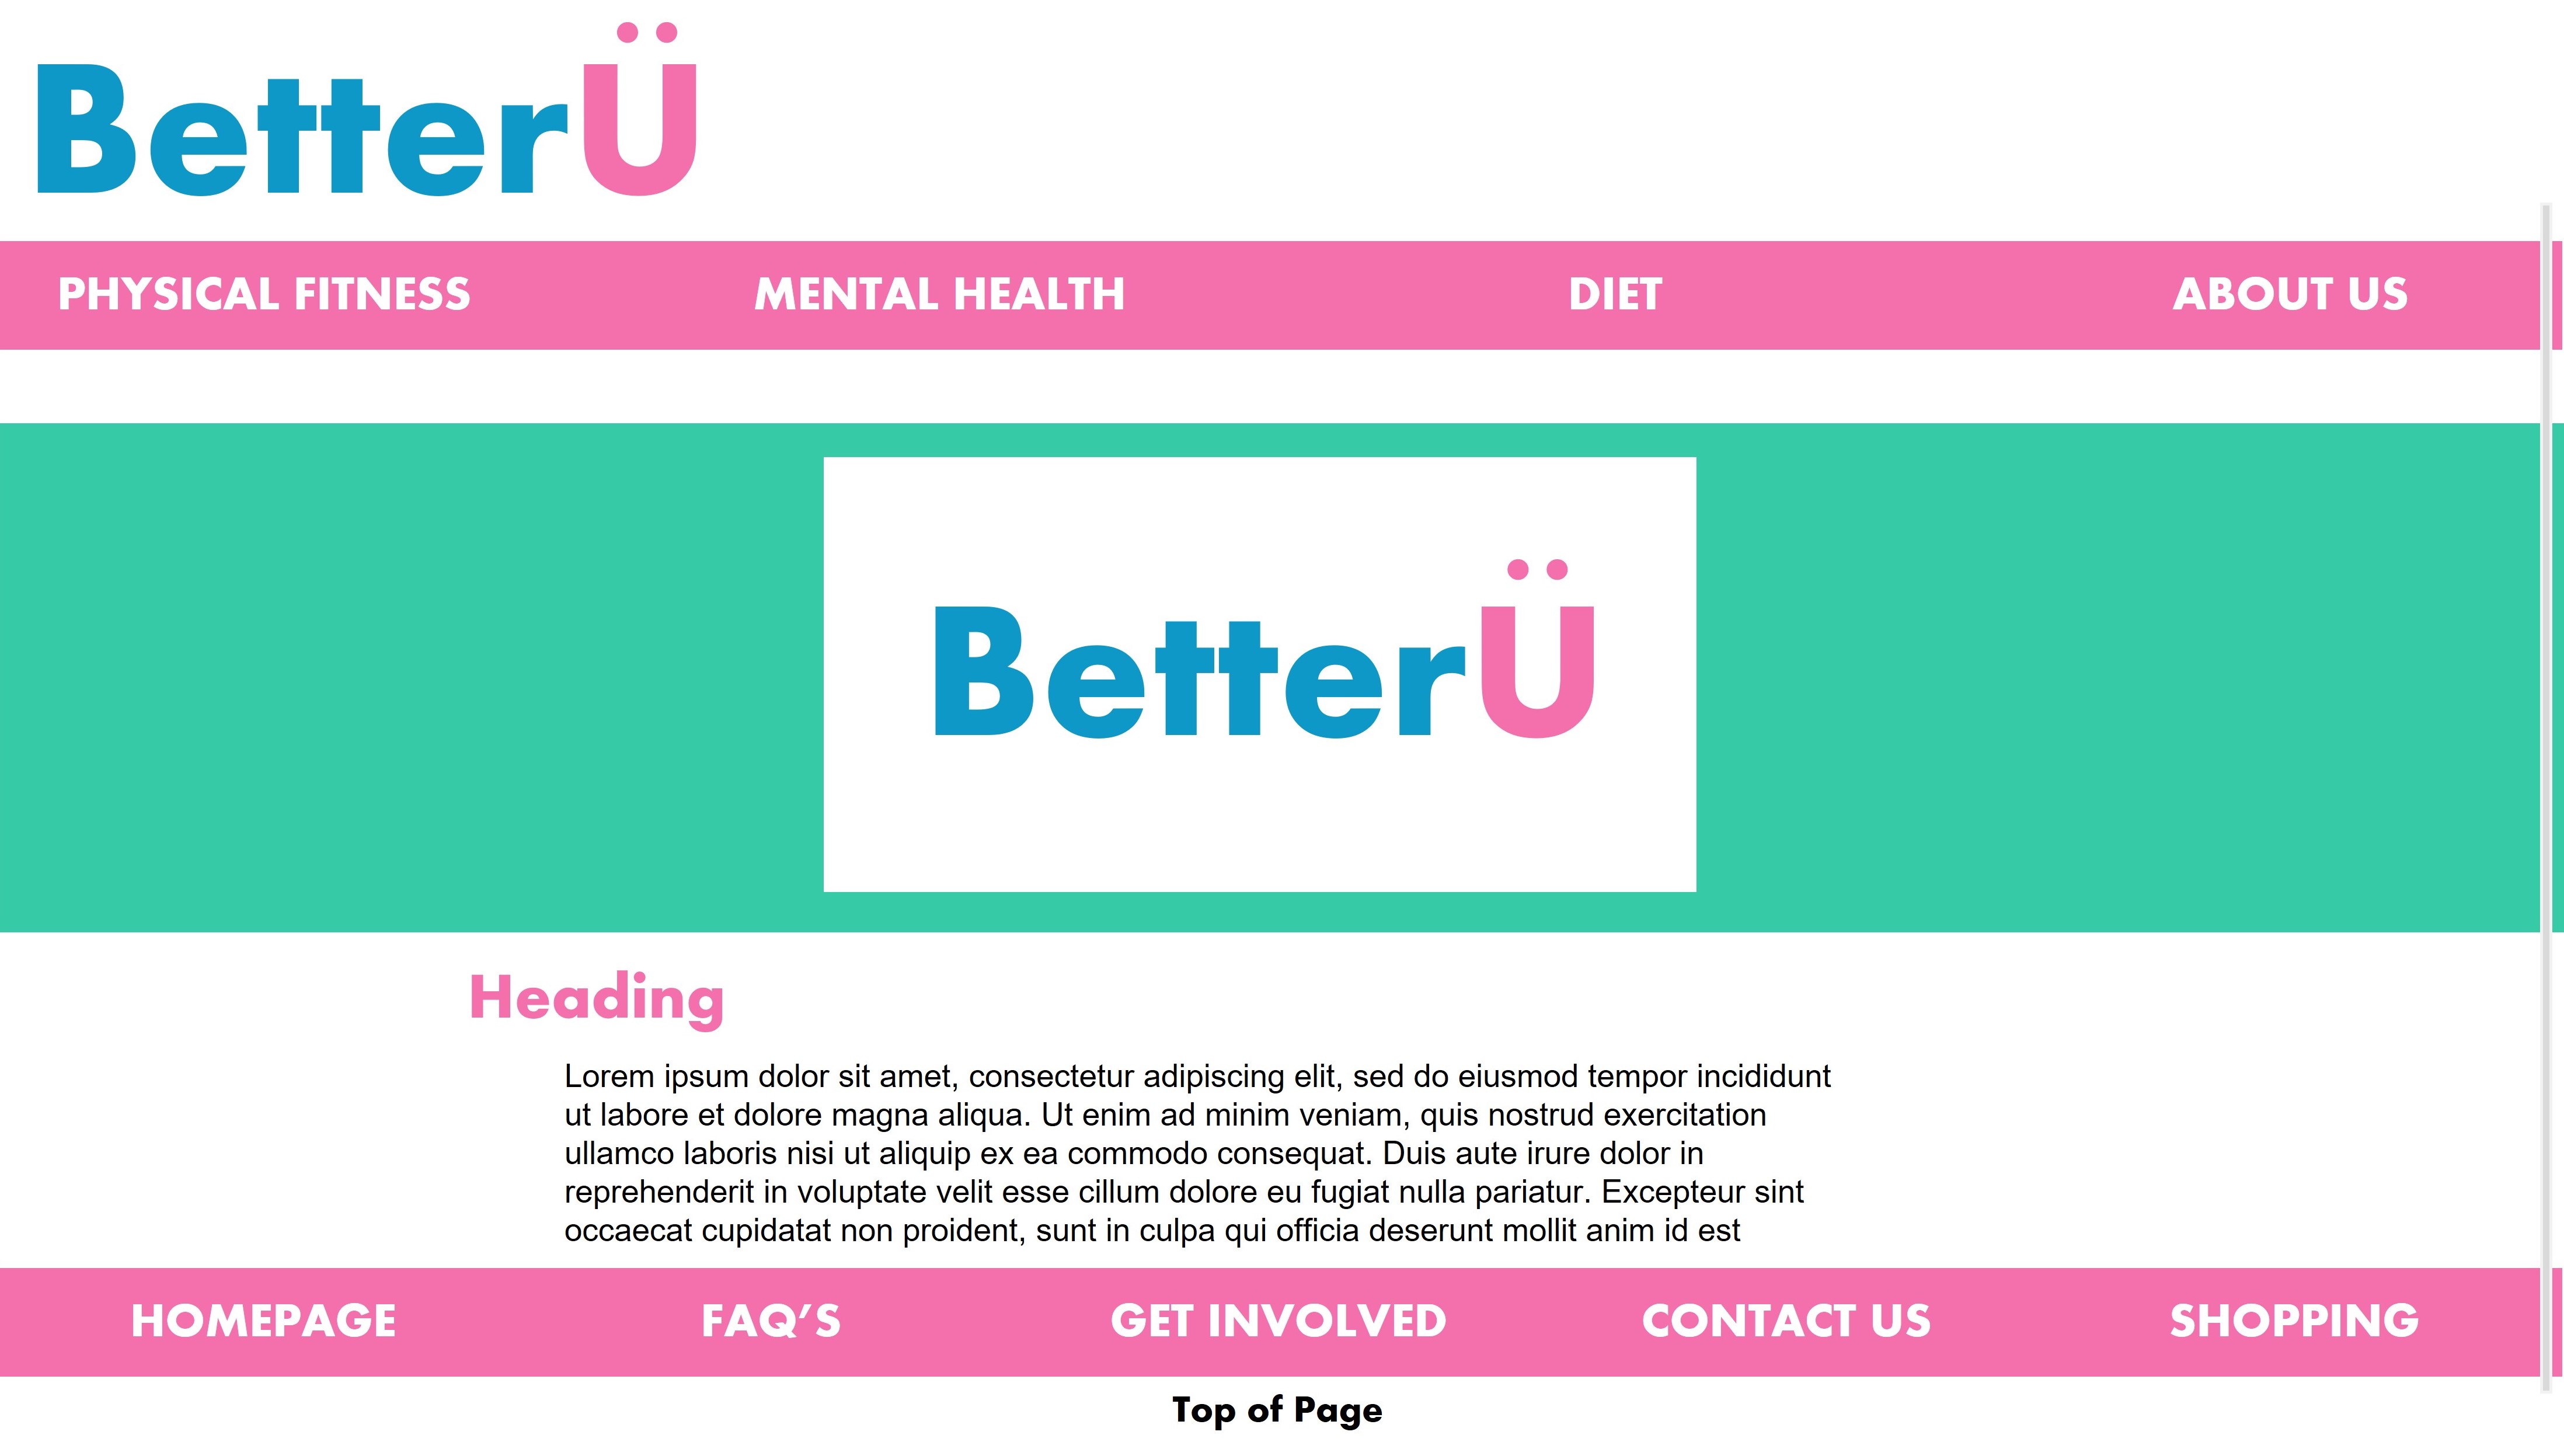 BetterÜ
PHYSICAL FITNESS MENTAL HEALTH DIET ABOUT US
BetterÜ
Heading
Lorem ipsum dolor sit amet, consectetur adipiscing elit, sed do eiusmod tempor incididunt
ut labore et dolore magna aliqua. Ut enim ad minim veniam, quis nostrud exercitation
ullamco laboris nisi ut aliquip ex ea commodo consequat. Duis aute irure dolor in
reprehenderit in voluptate velit esse cillum dolore eu fugiat nulla pariatur. Excepteur sint
occaecat cupidatat non proident, sunt in culpa qui officia deserunt mollit anim id est
HOMEPAGE FAQ’S GET INVOLVED CONTACT US SHOPPING
Top of Page